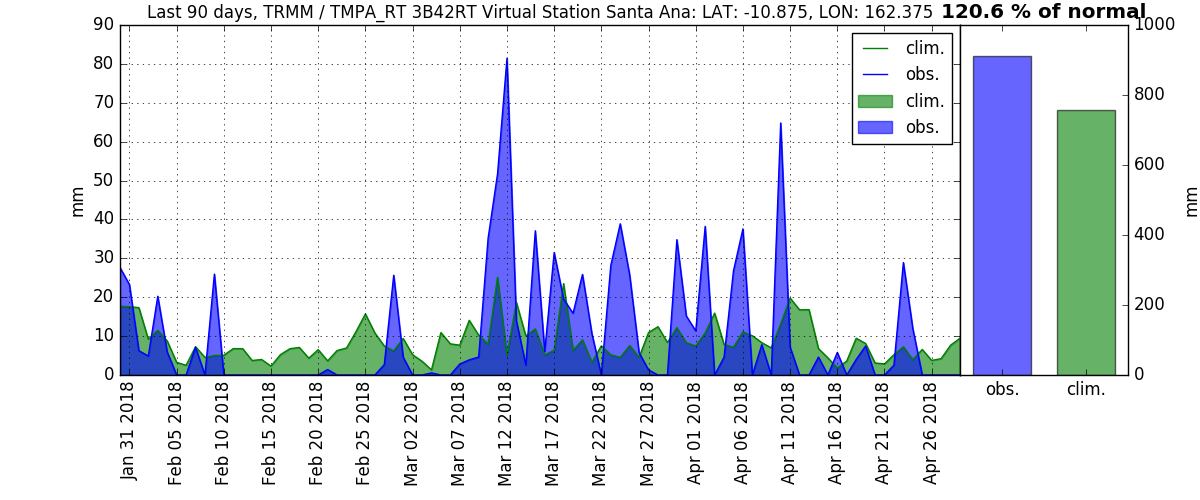 Last 90 days, TRMM / TMPA_RT 3B42RT Virtual Station Santa Ana: LAT: -10.875, LON: 162.375 120.6 % of normal
90
80
70
60
50
40
30
20
10
0
mm
clim.
obs.
clim.
obs.
Jan 31 2018
Feb 05 2018
Feb 10 2018
Feb 15 2018
Feb 20 2018
Feb 25 2018
Mar 02 2018
Mar 07 2018
Mar 12 2018
Mar 17 2018
Mar 22 2018
Mar 27 2018
Apr 01 2018
Apr 06 2018
Apr 11 2018
Apr 16 2018
Apr 21 2018
Apr 26 2018
1000
800
600
400
200
0
mm
obs. clim.